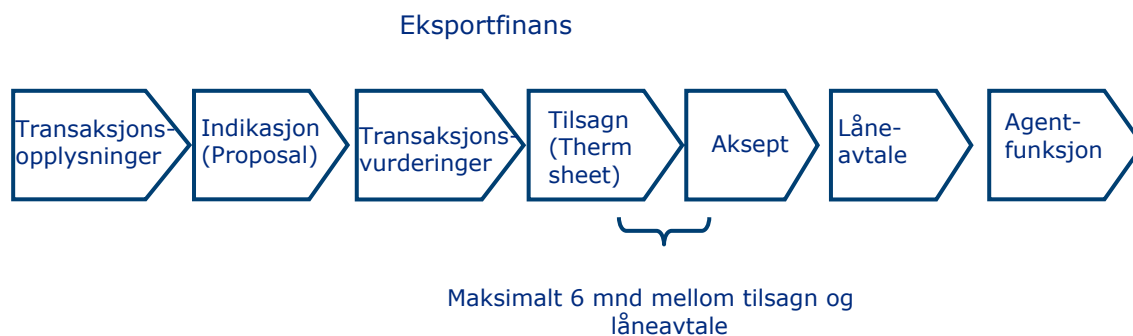 Eksportfinans
Transaksjons-
opplysninger
Indikasjon
(Proposal)
Transaksjons-
vurderinger
Tilsagn
(Therm
sheet)
Aksept
Låne-
avtale
Agent-
funksjon
Maksimalt 6 mnd mellom tilsagn og
låneavtale